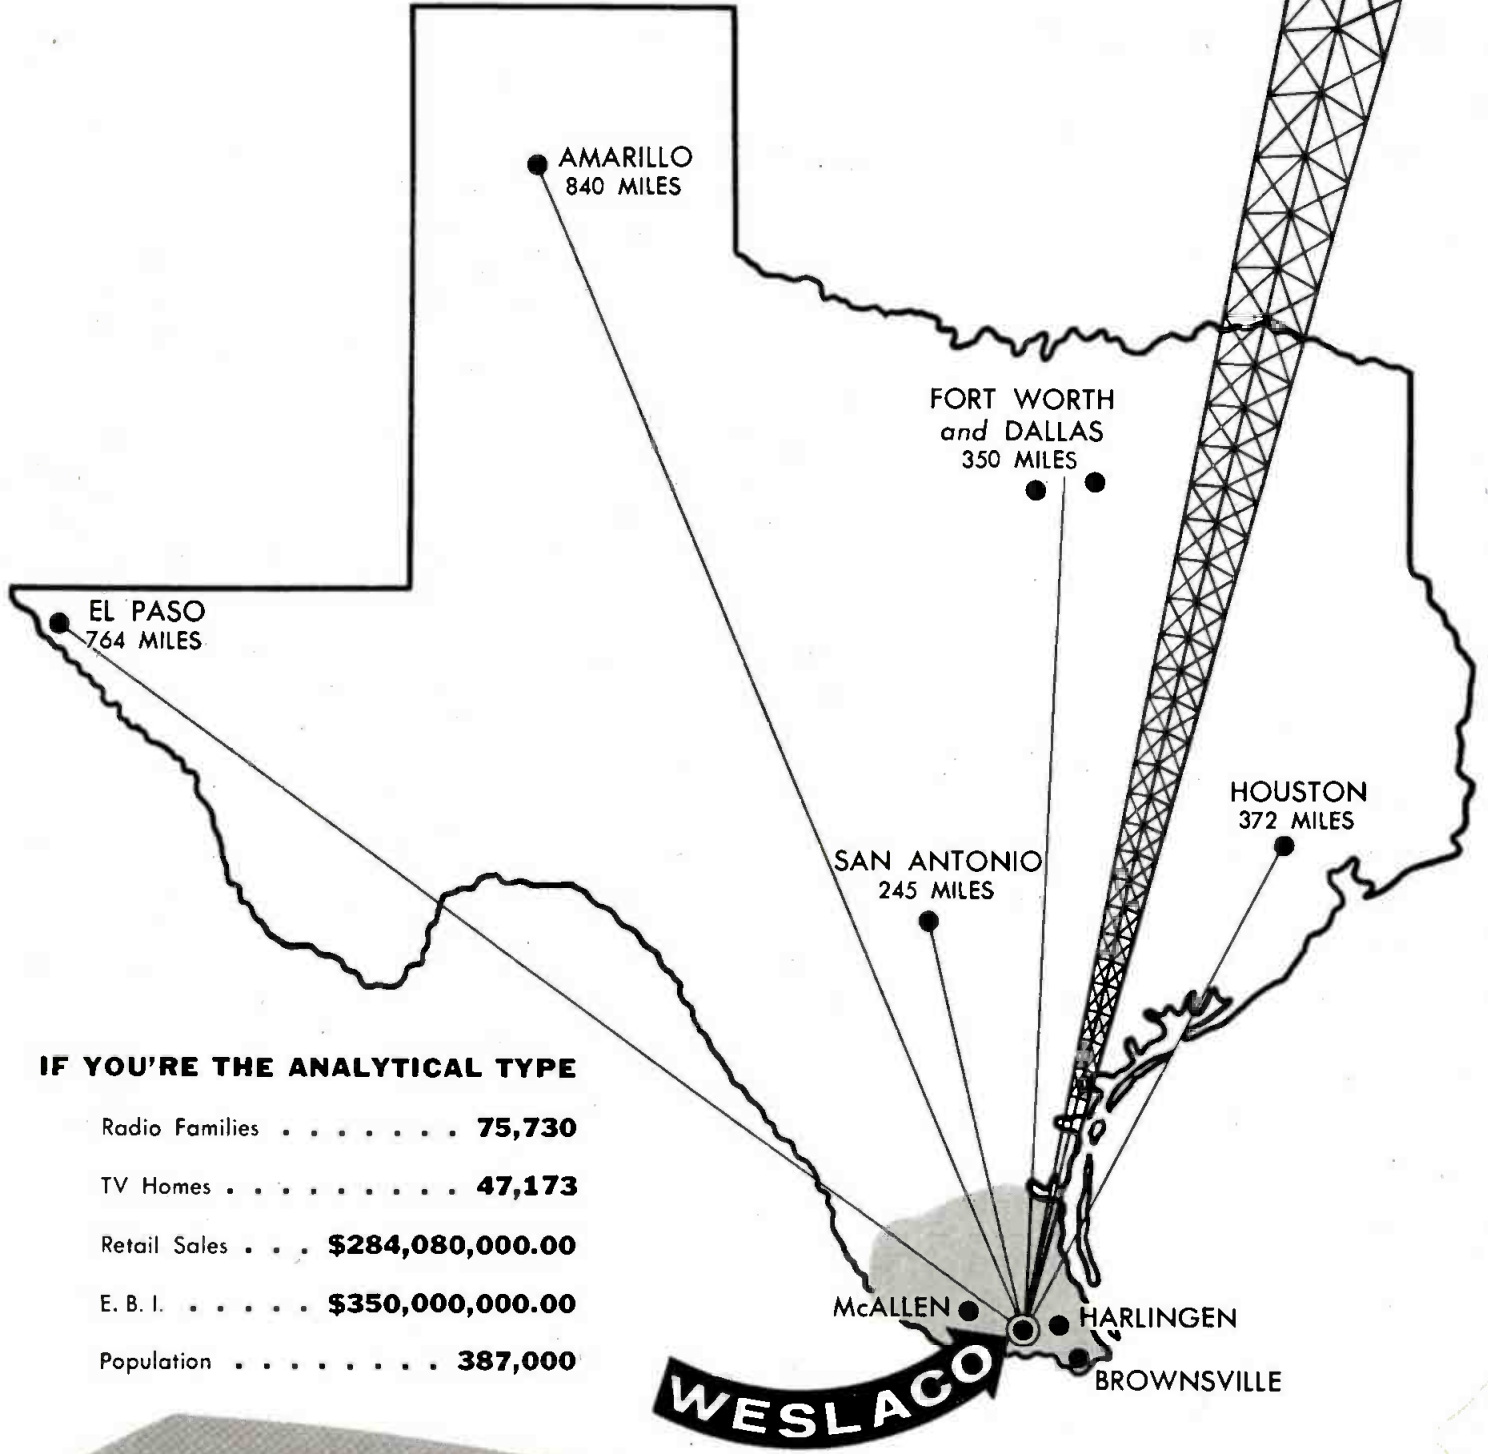 AMARILLO
840 MILES
FORT WORTH
and DALLAS
350 MILES
EL PASO
764 MILES
HOUSTON
372 MILES
SAN ANTONIO
245 MILES
IF YOU'RE THE ANALYTICAL TYPE
Radio Families . . . . . . . 75,730
TV Homes . . . . . . . . . 47,173
Retail Sales . . . $284,080,000.00
E. B. I. . . . . . $350,000,000.00
Population . . . . . . . . 387,000
McALLEN
HARLINGEN
BROWNSVILLE
WESLACO